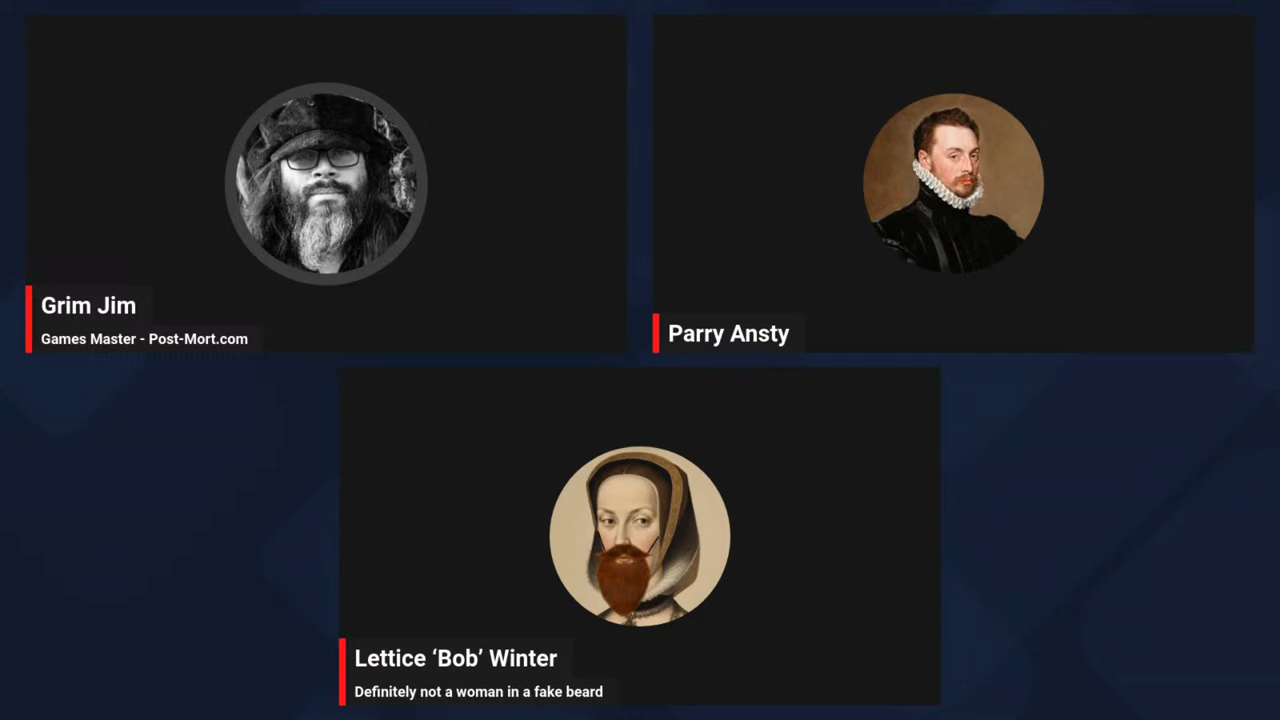 Grim Jim
Games Master - Post-Mort.com
Parry Ansty
Lettice ‘Bob’ Winter
Definitely not a woman in a fake beard